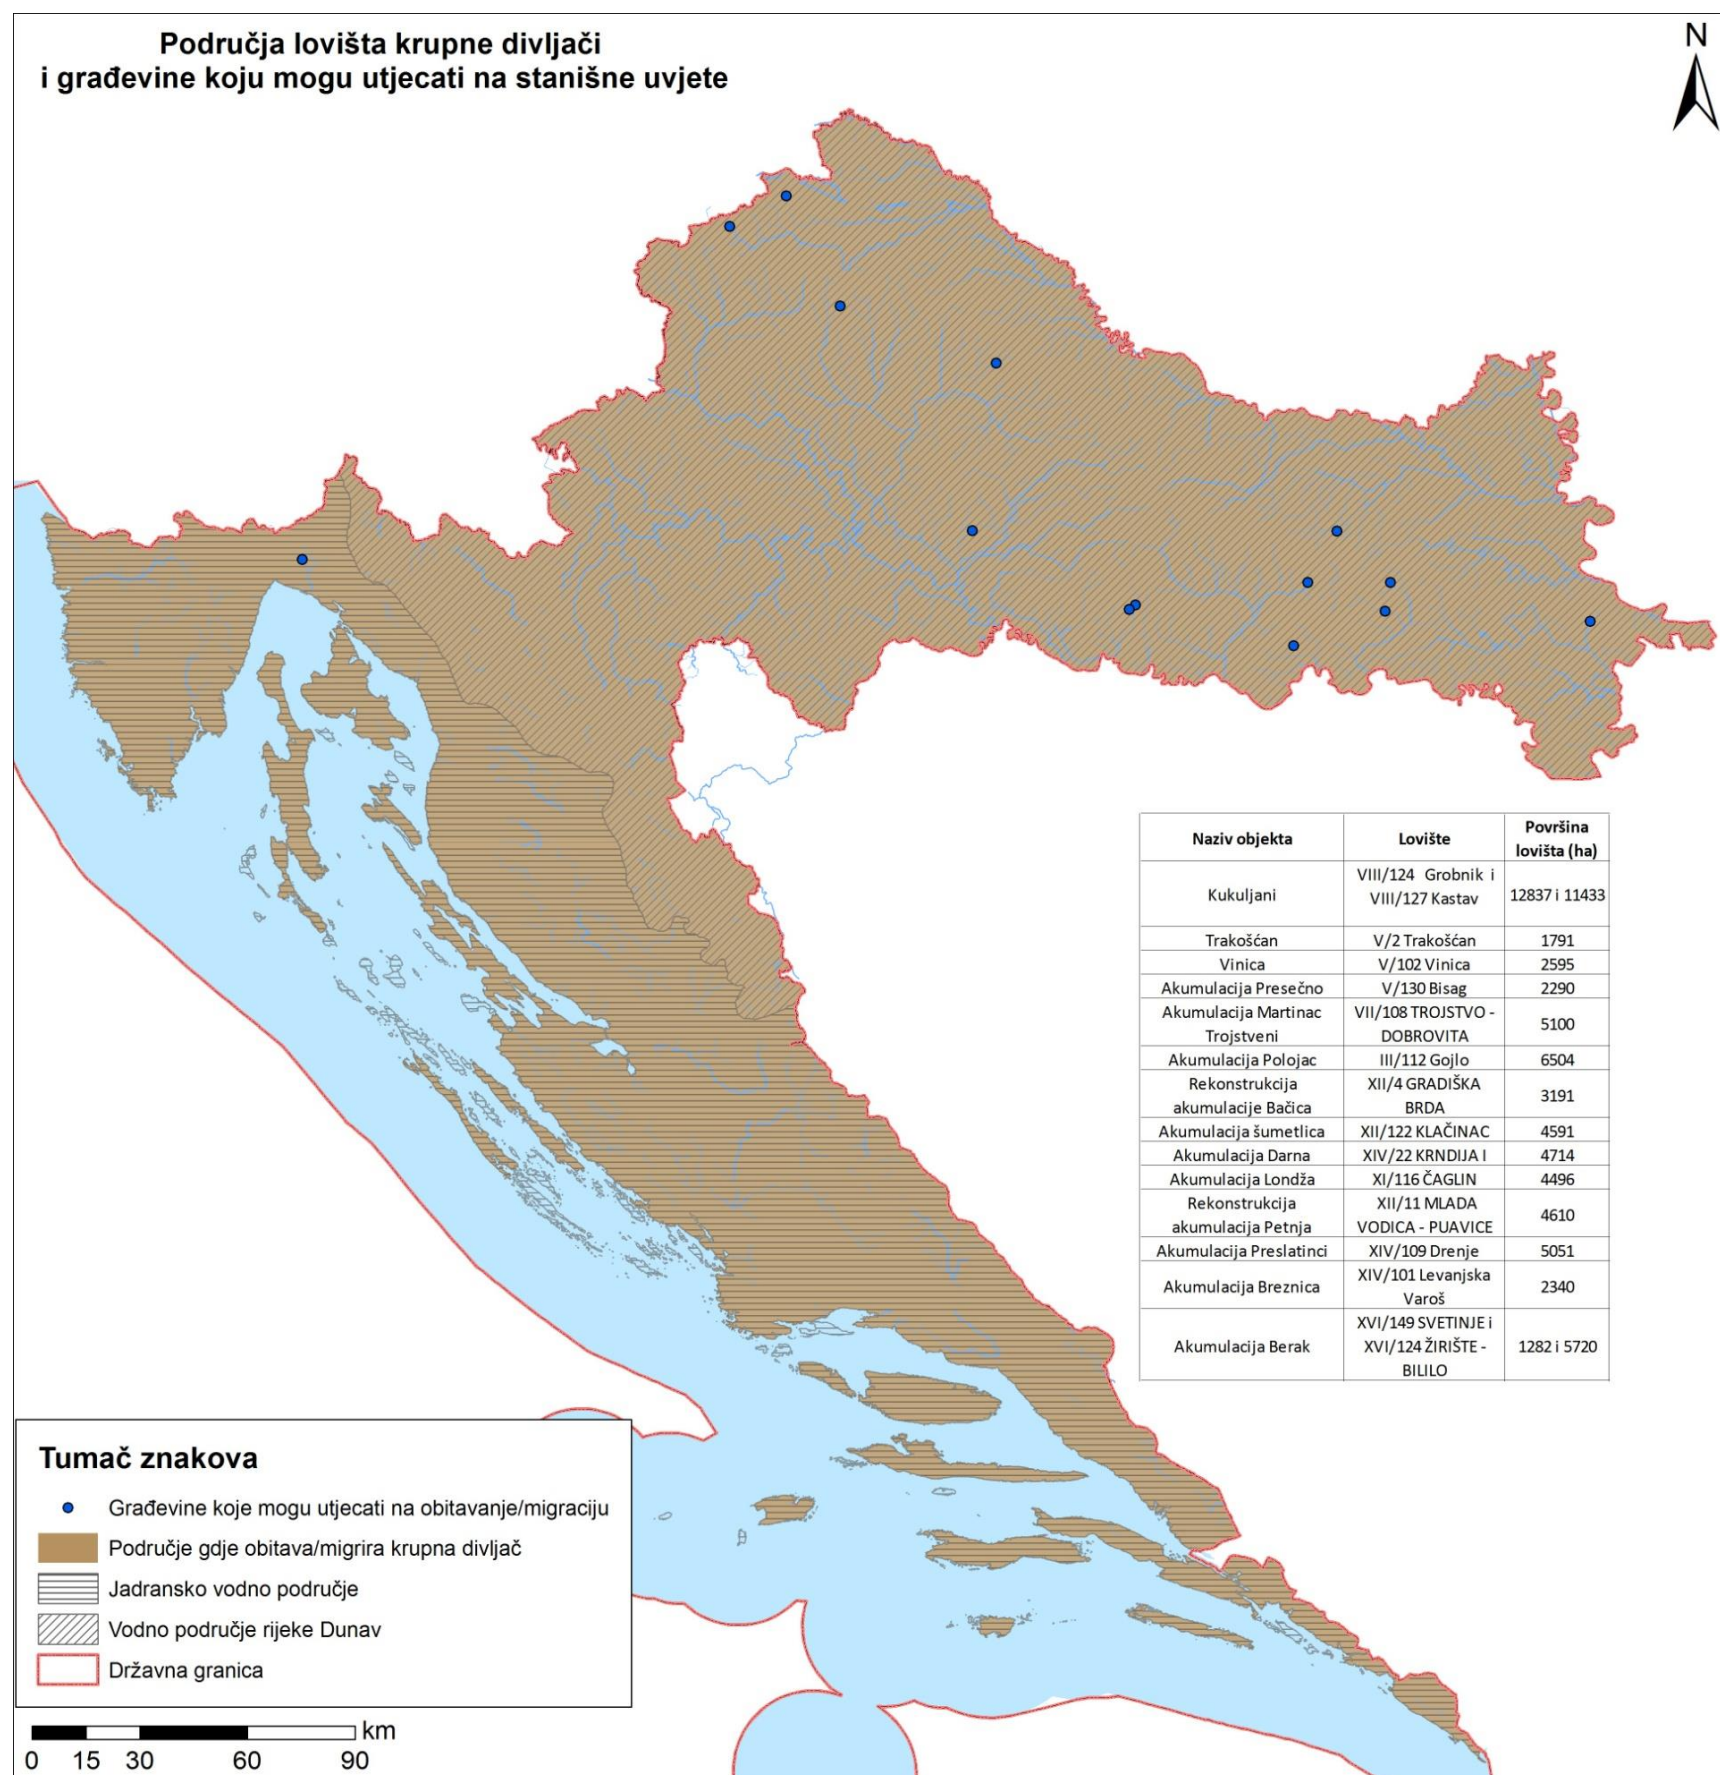 Područja lovišta krupne divljači
i građevine koju mogu utjecati na stanišne uvjete
N
Naziv objekta Lovište Površina
lovišta (ha)
Kukuljani VIII/124 Grobnik i
VIII/127 Kastav 12837 i 11433
Trakošćan V/2 Trakošćan 1791
Vinica V/102 Vinica 2595
Akumulacija Presečno V/130 Bisag 2290
Akumulacija Martinac
Trojstveni VII/108 TROJSTVO -
DOBROVITA 5100
Akumulacija Polojac III/112 Gojlo 6504
Rekonstrukcija
akumulacije Bačica XII/4 GRADIŠKA
BRDA 3191
Akumulacija šumetlica XII/122 KLAČINAC 4591
Akumulacija Darna XIV/22 KRNDIJA I 4714
Akumulacija Londža XI/116 ČAGLIN 4496
Rekonstrukcija
akumulacija Petnja XII/11 MLADA
VODICA - PUAVICE 4610
Akumulacija Preslatinci XIV/109 Drenje 5051
Akumulacija Breznica XIV/101 Levanjska
Varoš 2340
Akumulacija Berak XVI/149 SVETINJE i
XVI/124 ŽIRIŠTE -
BILILO 1282 i 5720
Tumač znakova
Građevine koje mogu utjecati na obitavanje/migraciju
Područje gdje obitava/migrira krupna divljač
Jadransko vodno područje
Vodno područje rijeke Dunav
Državna granica
km
0 15 30 60 90